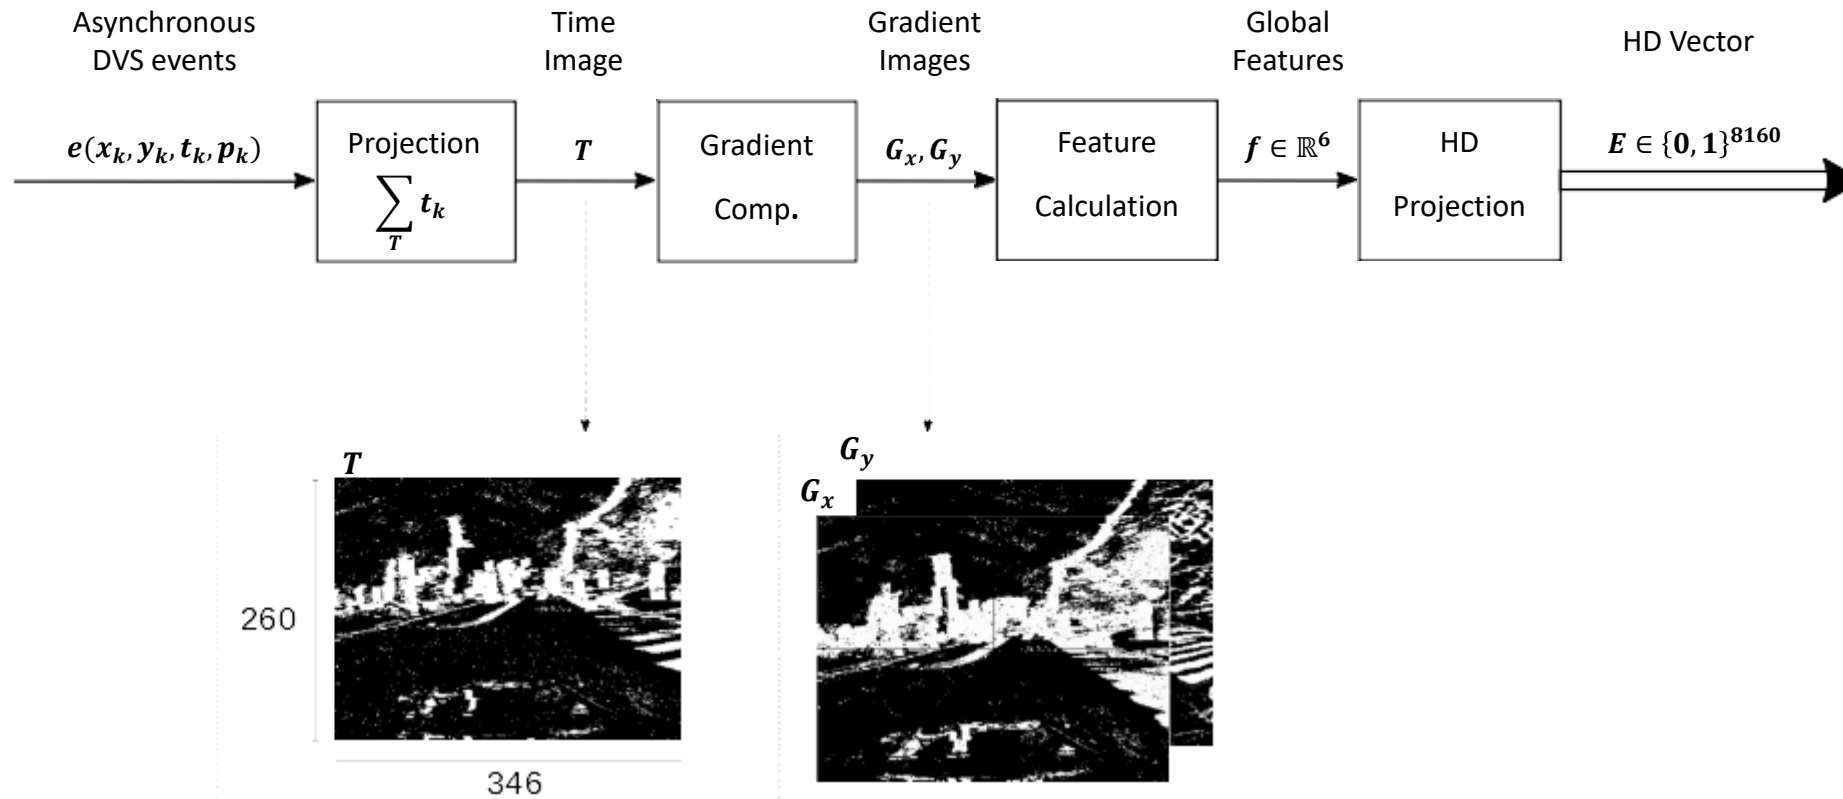 Asynchronous
DVS events
Time
Image
Gradient
Images
Global
Features
HD Vector
e(x_k, y_k, t_k, p_k)
Projection
∑_T t_k
T
Gradient
Comp.
G_x, G_y
Feature
Calculation
f ∈ ℝ^6
HD
Projection
E ∈ {0, 1}^8160
T
260
346
G_y
G_x